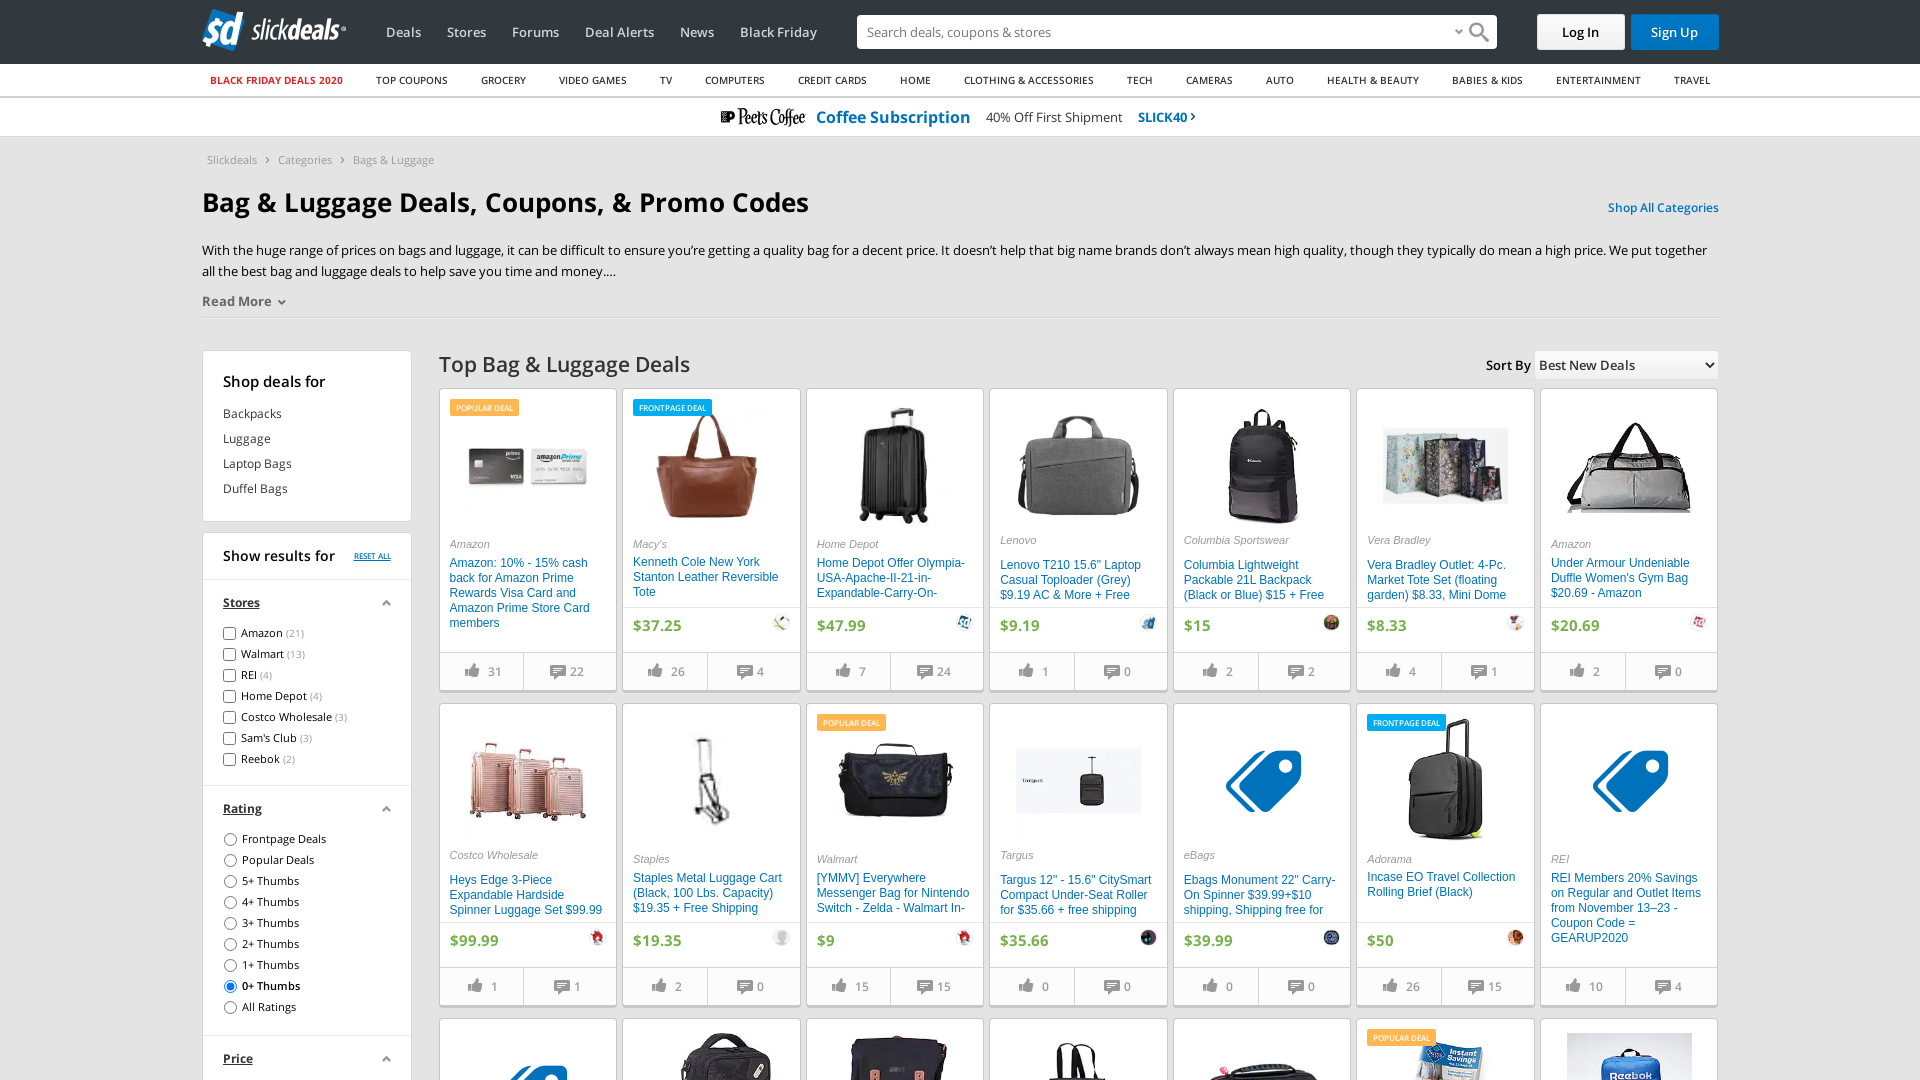 sd slickdeals
Deals Stores Forums Deal Alerts News Black Friday
Search deals, coupons & stores
Log In
Sign Up
BLACK FRIDAY DEALS 2020 TOP COUPONS GROCERY VIDEO GAMES TV COMPUTERS CREDIT CARDS HOME CLOTHING & ACCESSORIES TECH CAMERAS AUTO HEALTH & BEAUTY BABIES & KIDS ENTERTAINMENT TRAVEL
Peet's Coffee Coffee Subscription 40% Off First Shipment SLICK40
Slickdeals > Categories > Bags & Luggage
Bag & Luggage Deals, Coupons, & Promo Codes
Shop All Categories
With the huge range of prices on bags and luggage, it can be difficult to ensure you’re getting a quality bag for a decent price. It doesn’t help that big name brands don’t always mean high quality, though they typically do mean a high price. We put together
all the best bag and luggage deals to help save you time and money.…
Read More
Shop deals for
Backpacks
Luggage
Laptop Bags
Duffel Bags
Show results for
RESET ALL
Stores
Amazon (21)
Walmart (13)
REI (4)
Home Depot (4)
Costco Wholesale (3)
Sam's Club (3)
Reebok (2)
Rating
Frontpage Deals
Popular Deals
5+ Thumbs
4+ Thumbs
3+ Thumbs
2+ Thumbs
1+ Thumbs
0+ Thumbs
All Ratings
Price
Top Bag & Luggage Deals
Sort By Best New Deals
POPULAR DEAL
prime
VISA
amazonPrime
Amazon
Amazon: 10% - 15% cash
back for Amazon Prime
Rewards Visa Card and
Amazon Prime Store Card
members
31 22
FRONTPAGE DEAL
Macy's
Kenneth Cole New York
Stanton Leather Reversible
Tote
$37.25
26 4
Home Depot
Home Depot Offer Olympia-
USA-Apache-II-21-in-
Expandable-Carry-On-
$47.99
7 24
Lenovo
Lenovo T210 15.6" Laptop
Casual Toploader (Grey)
$9.19 AC & More + Free
$9.19
1 0
Columbia Sportswear
Columbia Lightweight
Packable 21L Backpack
(Black or Blue) $15 + Free
$15
2 2
Vera Bradley
Vera Bradley Outlet: 4-Pc.
Market Tote Set (floating
garden) $8.33, Mini Dome
$8.33
4 1
Amazon
Under Armour Undeniable
Duffle Women's Gym Bag
$20.69 - Amazon
$20.69
2 0
Costco Wholesale
Heys Edge 3-Piece
Expandable Hardside
Spinner Luggage Set $99.99
$99.99
1 1
Staples
Staples Metal Luggage Cart
(Black, 100 Lbs. Capacity)
$19.35 + Free Shipping
$19.35
2 0
POPULAR DEAL
Walmart
[YMMV] Everywhere
Messenger Bag for Nintendo
Switch - Zelda - Walmart In-
$9
15 15
Targus
Targus
Targus 12" - 15.6" CitySmart
Compact Under-Seat Roller
for $35.66 + free shipping
$35.66
0 0
eBags
Ebags Monument 22" Carry-
On Spinner $39.99+$10
shipping, Shipping free for
$39.99
0 0
FRONTPAGE DEAL
Adorama
Incase EO Travel Collection
Rolling Brief (Black)
$50
26 15
REI
REI Members 20% Savings
on Regular and Outlet Items
from November 13–23 -
Coupon Code =
GEARUP2020
10 4
POPULAR DEAL
Instant
Savings
Reebok